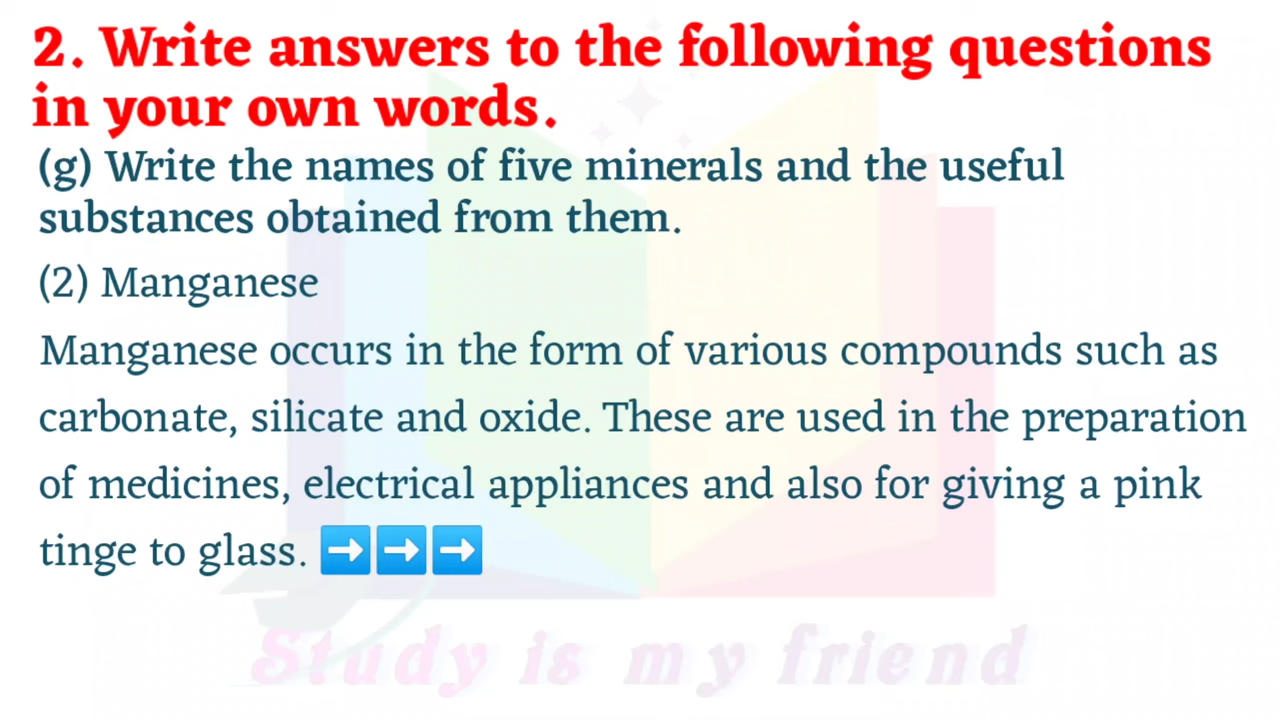 2. Write answers to the following questions
in your own words.
(g) Write the names of five minerals and the useful
substances obtained from them.
(2) Manganese
Manganese occurs in the form of various compounds such as
carbonate, silicate and oxide. These are used in the preparation
of medicines, electrical appliances and also for giving a pink
tinge to glass. ➡➡➡
Study is my friend